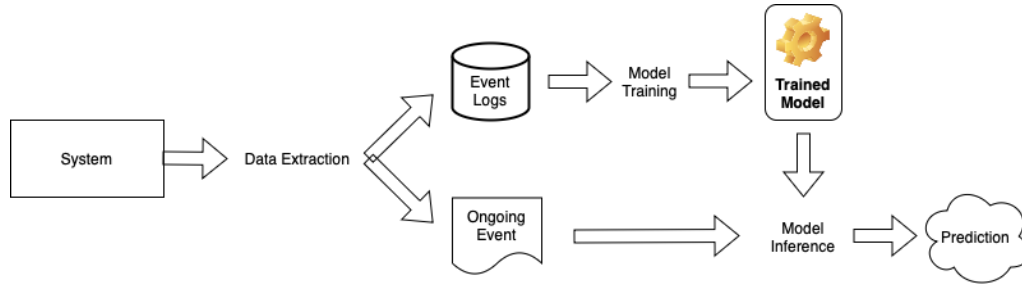 System
Data Extraction
Event
Logs
Model
Training
Trained
Model
Ongoing
Event
Model
Inference
Prediction